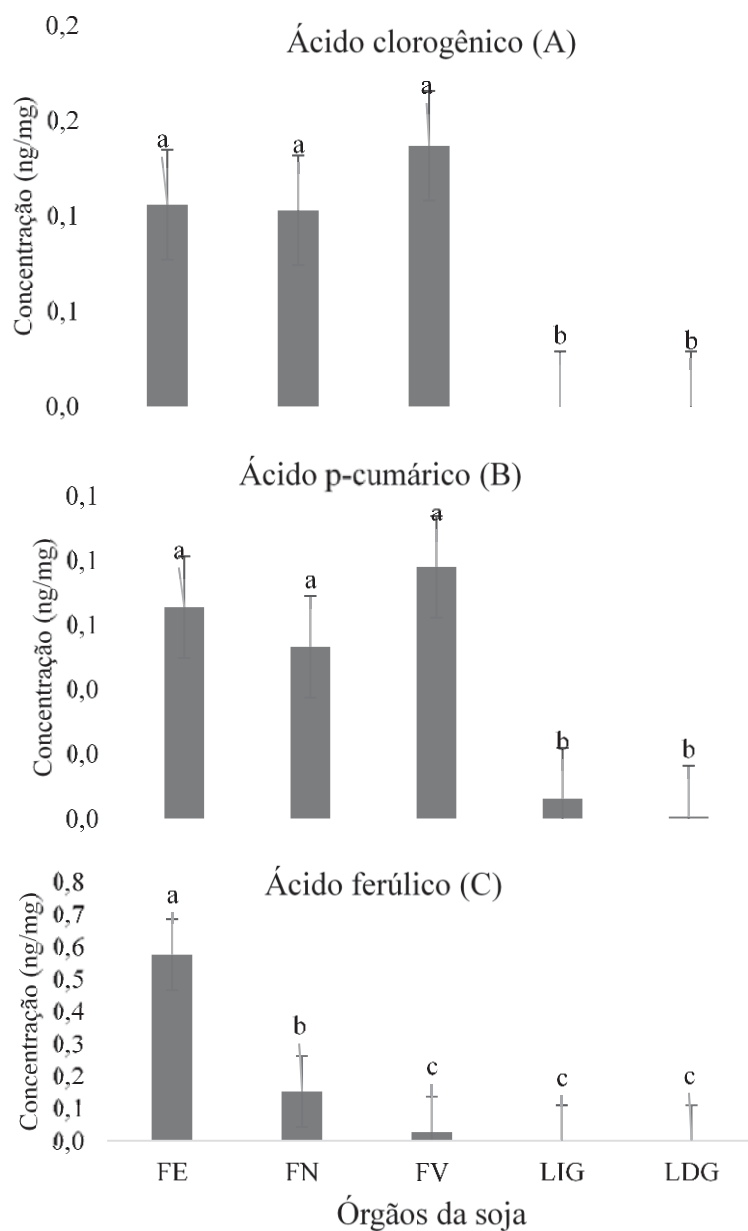 Ácido clorogênico (A)
Concentração (ng/mg)
0,2
0,2
0,1
0,1
0,0
a
a
a
b
b
Ácido p-cumárico (B)
Concentração (ng/mg)
0,1
0,1
0,1
0,0
0,0
0,0
a
a
a
b
b
Ácido ferúlico (C)
Concentração (ng/mg)
0,8
0,7
0,6
0,5
0,4
0,3
0,2
0,1
0,0
a
b
c
c
c
FE FN FV LIG LDG
Órgãos da soja